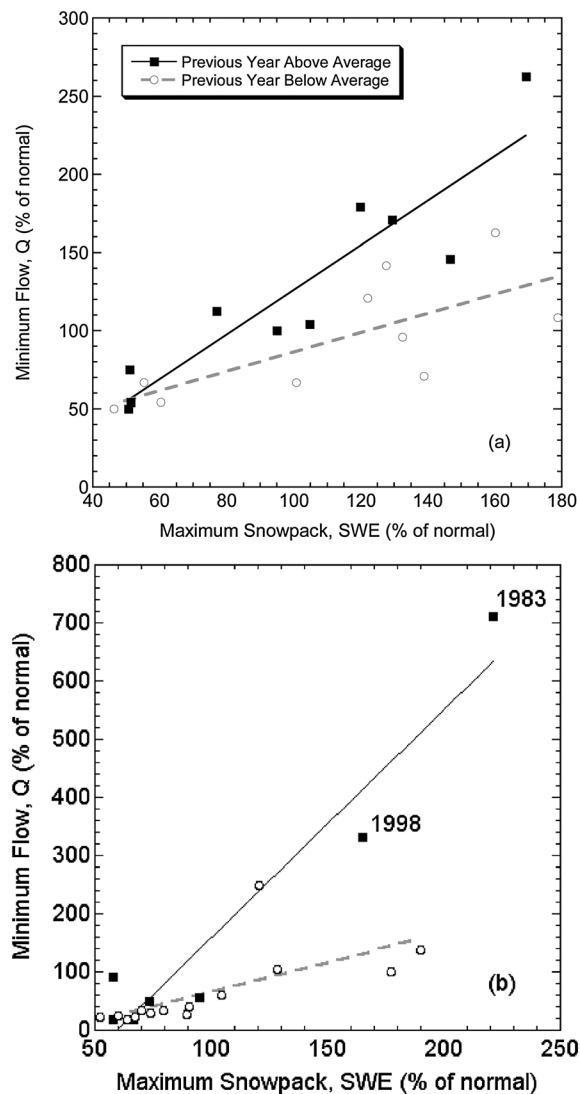 300
250
200
150
100
50
0
Minimum Flow, Q (% of normal)
Previous Year Above Average
Previous Year Below Average
(a)
40 60 80 100 120 140 160 180
Maximum Snowpack, SWE (% of normal)
800
700
600
500
400
300
200
100
0
Minimum Flow, Q (% of normal)
1983
1998
(b)
50 100 150 200 250
Maximum Snowpack, SWE (% of normal)